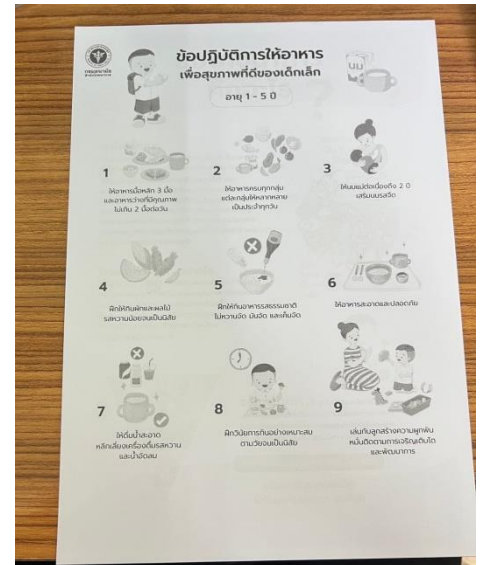 ข้อปฏิบัติการให้อาหาร
เพื่อสุขภาพที่ดีของเด็กเล็ก
อายุ 1 - 5 ปี
นม
1
ให้อาหารมื้อหลัก 3 มื้อ
และอาหารว่างที่มีคุณภาพ
ไม่เกิน 2 มื้อต่อวัน
2
ให้อาหารครบทุกกลุ่ม
แต่ละกลุ่มให้หลากหลาย
เป็นประจำทุกวัน
3
ให้นมแม่ต่อเนื่องถึง 2 ปี
เสริมนมรสจืด
4
ฝึกให้กินผักและผลไม้
รสหวานน้อยจนเป็นนิสัย
5
ฝึกให้กินอาหารรสธรรมชาติ
ไม่หวานจัด มันจัด และเค็มจัด
6
ให้อาหารสะอาดและปลอดภัย
7
ให้ดื่มน้ำสะอาด
หลีกเลี่ยงเครื่องดื่มรสหวาน
และน้ำอัดลม
8
ฝึกวินัยการกินอย่างเหมาะสม
ตามวัยจนเป็นนิสัย
9
เล่นกับลูกสร้างความผูกพัน
หมั่นติดตามการเจริญเติบโต
และพัฒนาการ